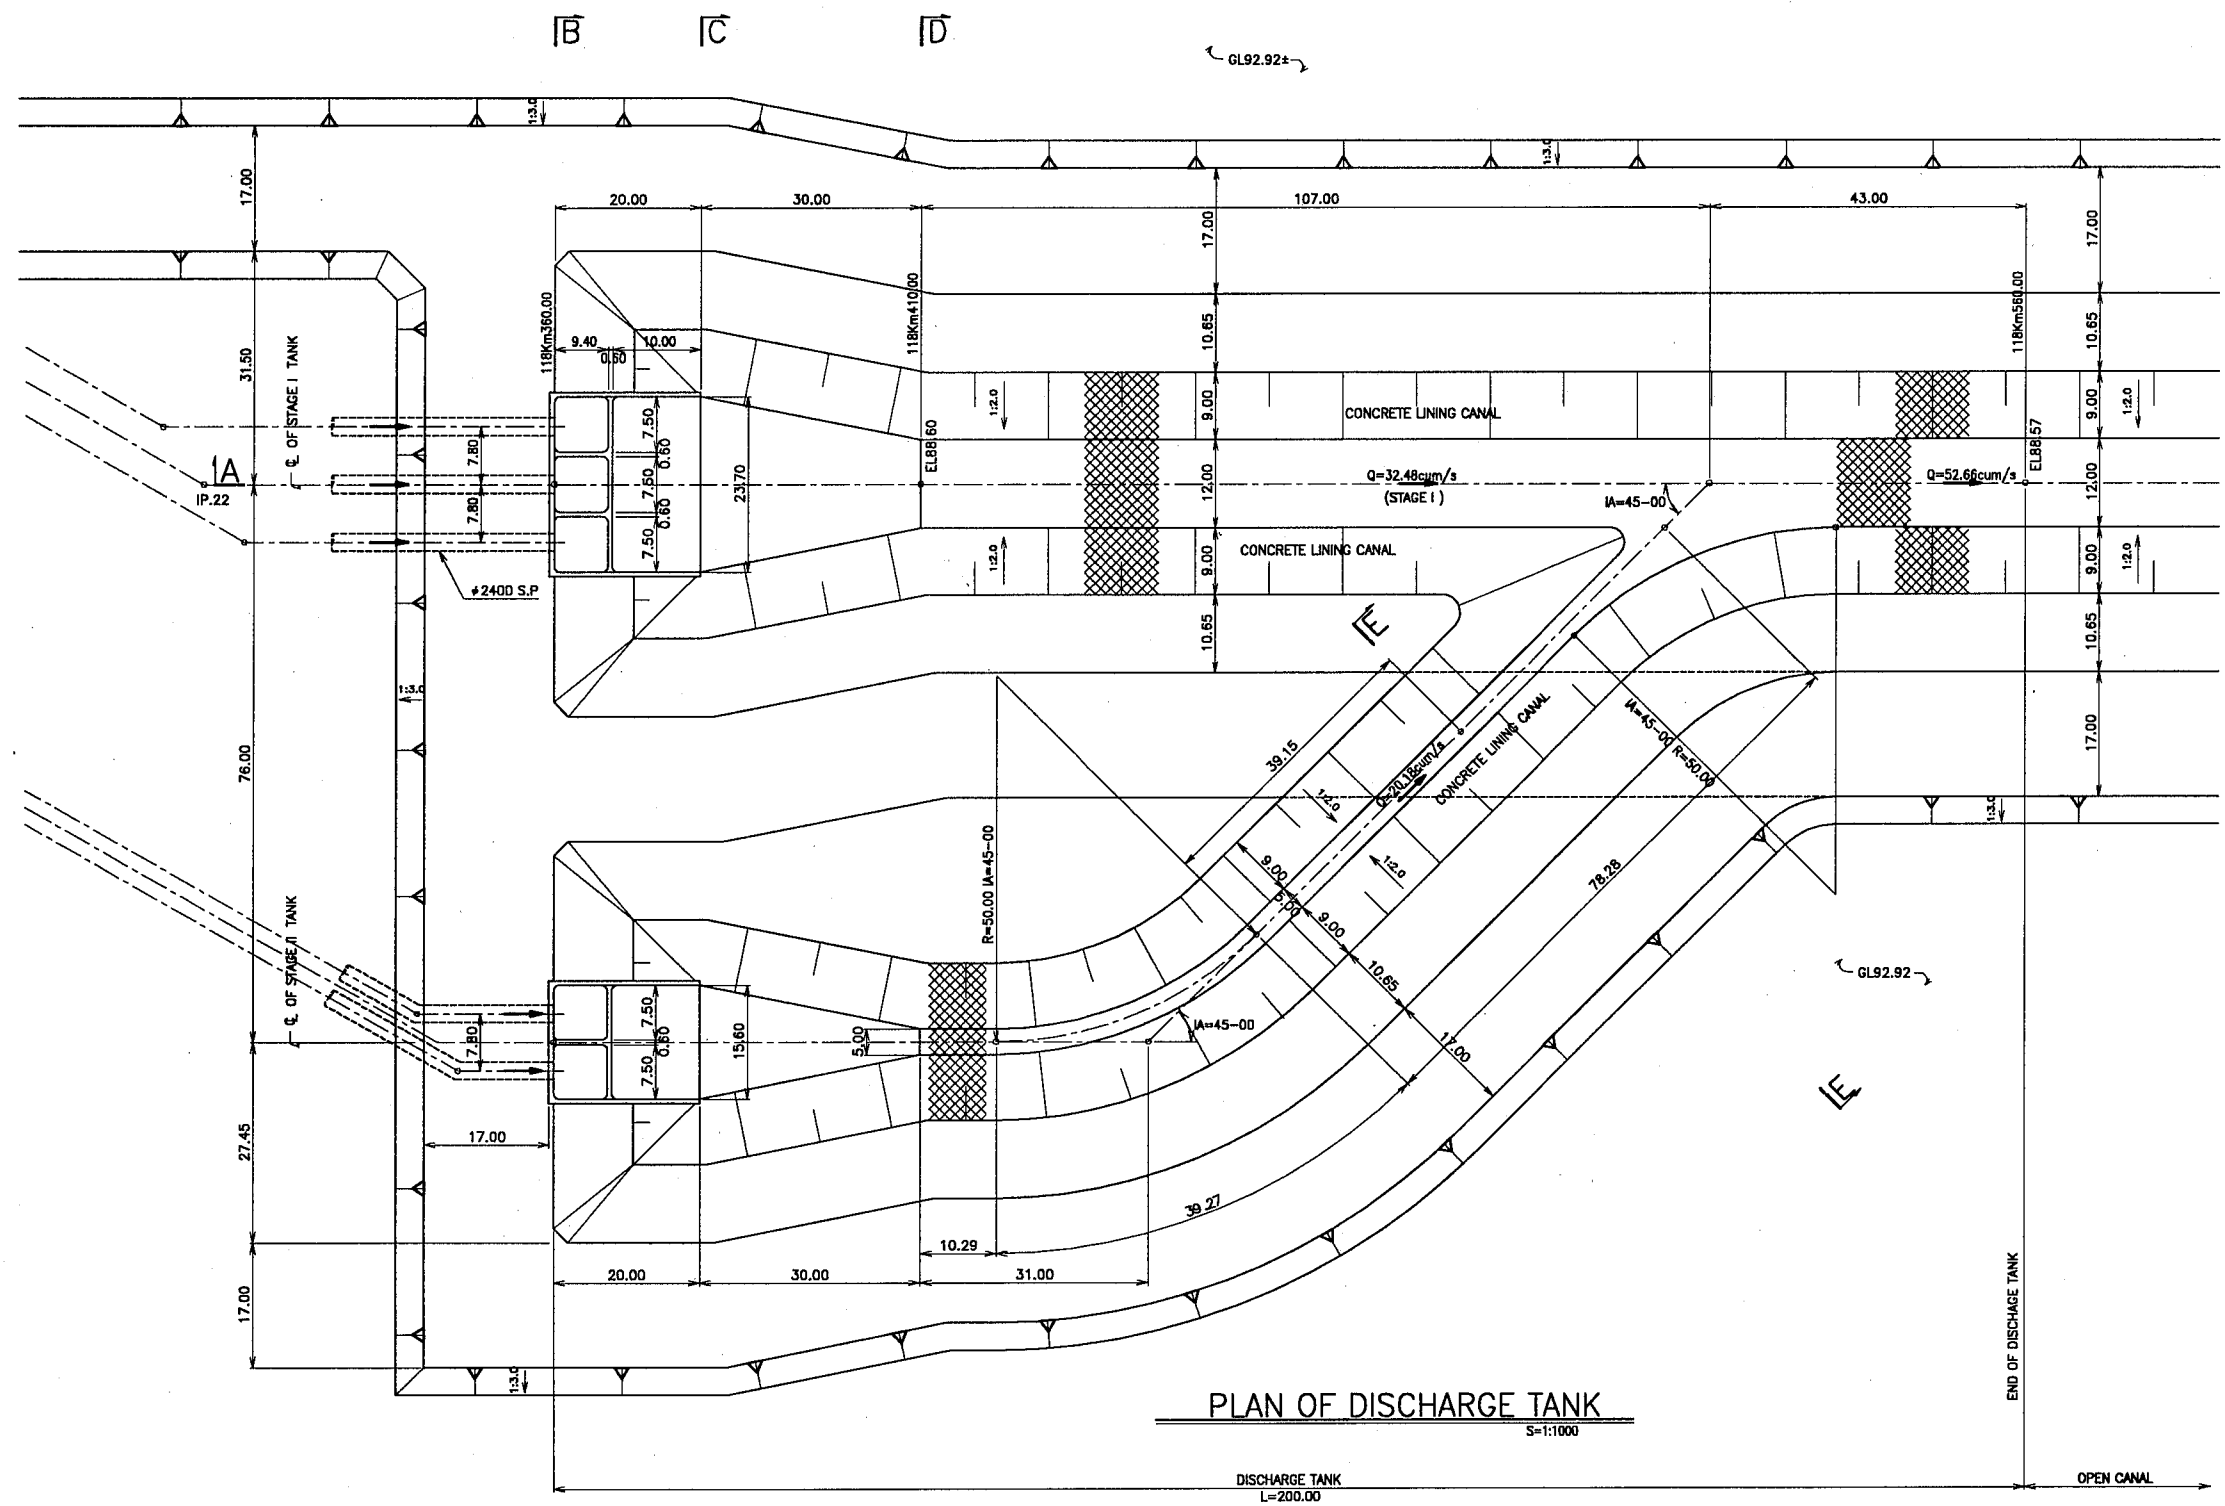 B
C
D
GL92.92±
1:3.0
1:3.0
17.00
20.00
30.00
107.00
43.00
17.00
17.00
31.50
℄ OF STAGE I TANK
118Km360.00
118Km410.00
118Km560.00
9.40
0.60
10.00
10.65
10.65
7.80
7.80
7.50
0.60
7.50
0.60
7.50
23.70
EL88.60
EL88.57
1:2.0
9.00
CONCRETE LINING CANAL
9.00
1:2.0
A
IP.22
12.00
Q=32.48cum/s
(STAGE I)
IA=45-00
Q=52.66cum/s
12.00
φ2400 S.P
1:2.0
9.00
CONCRETE LINING CANAL
9.00
1:2.0
10.65
E
10.65
1:3.0
76.00
39.15
Q=20.18cum/s
CONCRETE LINING CANAL
IA=45-00 R=50.00
17.00
1:3.0
R=50.00 IA=45-00
1:2.0
1:2.0
9.00
5.00
9.00
10.65
17.00
78.28
℄ OF STAGE II TANK
7.80
7.50
0.60
7.50
15.60
5.00
IA=45-00
GL92.92
E
17.00
27.45
39.27
10.29
20.00
30.00
31.00
17.00
1:3.0
END OF DISCHAGE TANK
PLAN OF DISCHARGE TANK
S=1:1000
DISCHARGE TANK
L=200.00
OPEN CANAL